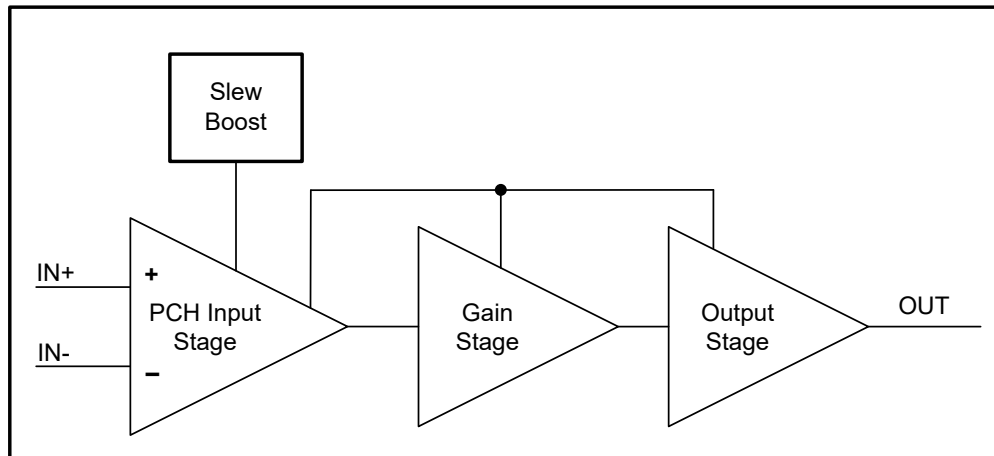 Slew
Boost
IN+
+
PCH Input
Stage
IN-
−
Gain
Stage
Output
Stage
OUT